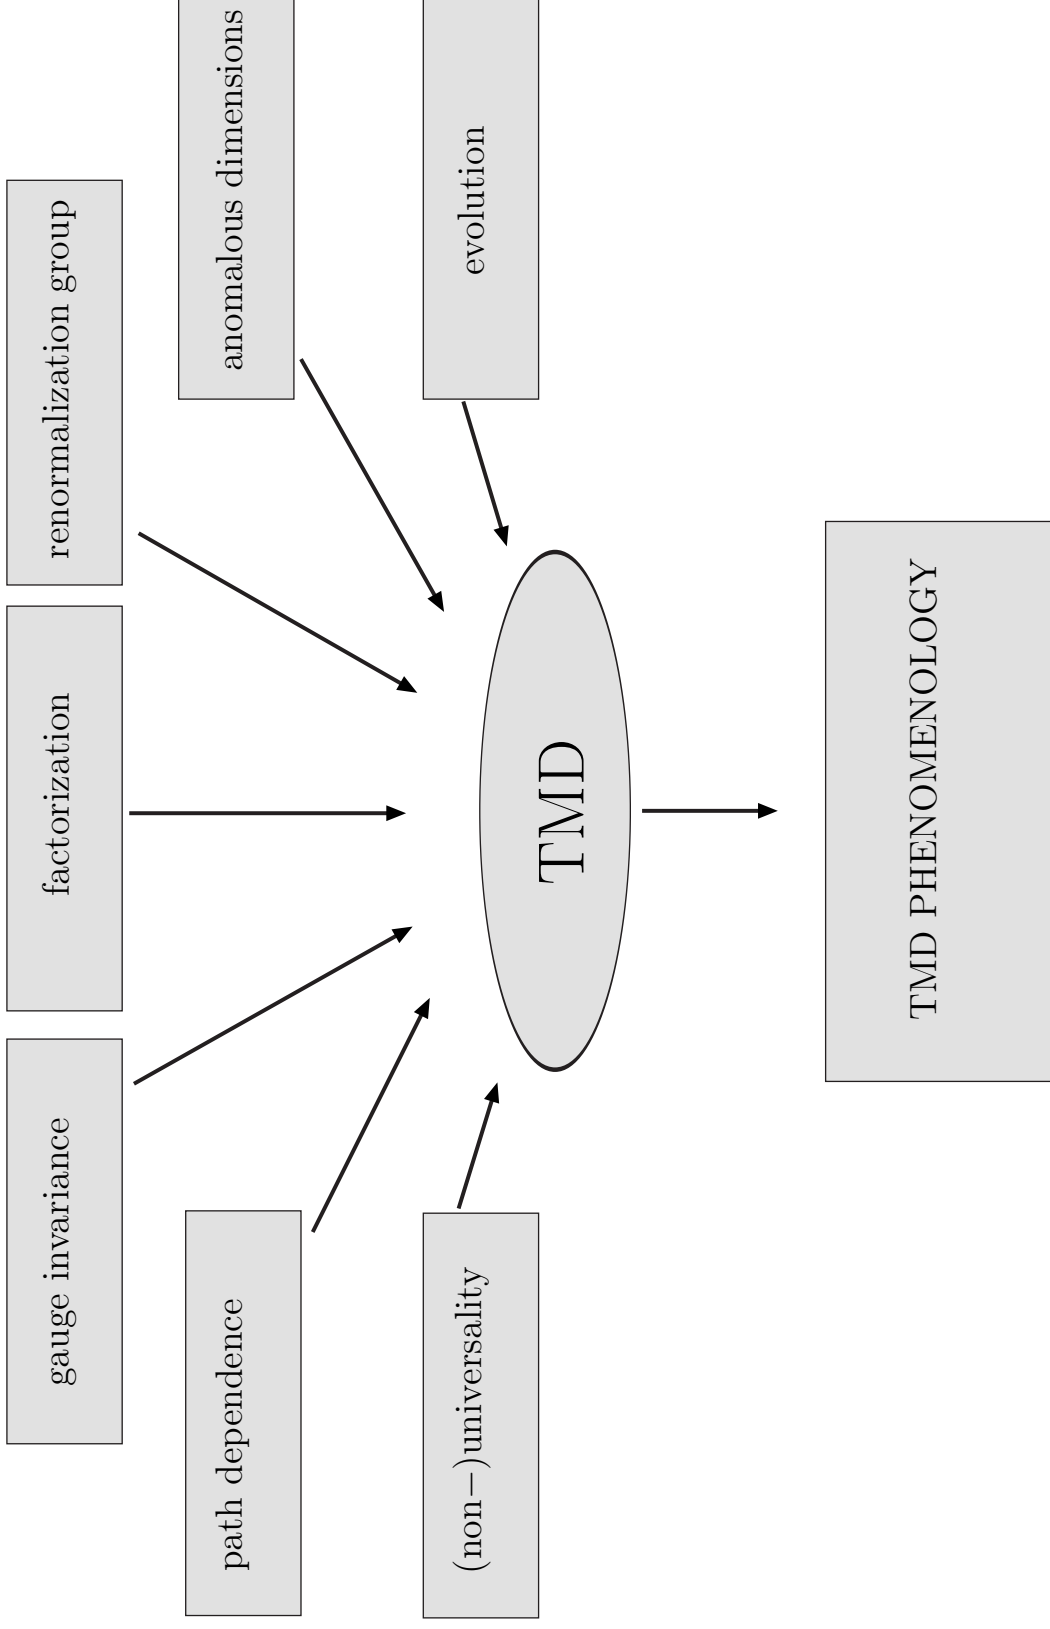 gauge invariance
factorization
renormalization group
path dependence
anomalous dimensions
(non−)universality
evolution
TMD
TMD PHENOMENOLOGY